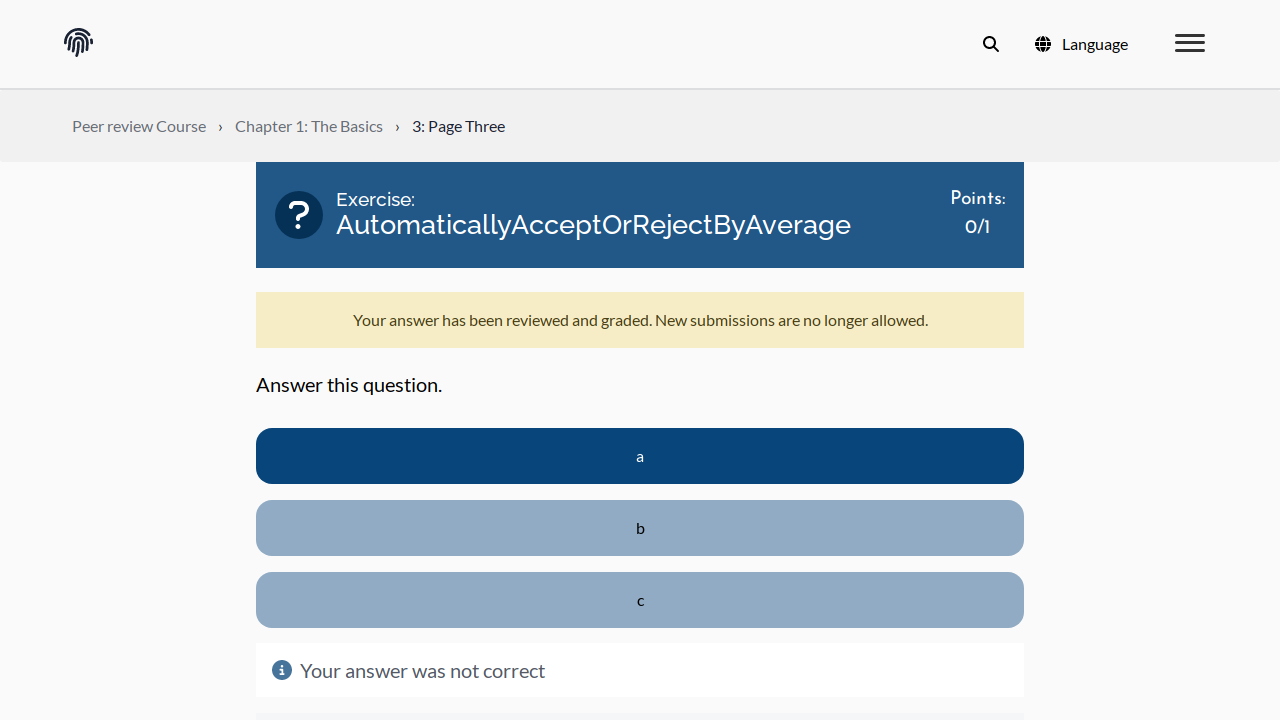 Language
Peer review Course › Chapter 1: The Basics › 3: Page Three
Exercise:
AutomaticallyAcceptOrRejectByAverage
Points:
0/1
Your answer has been reviewed and graded. New submissions are no longer allowed.
Answer this question.
a
b
c
Your answer was not correct